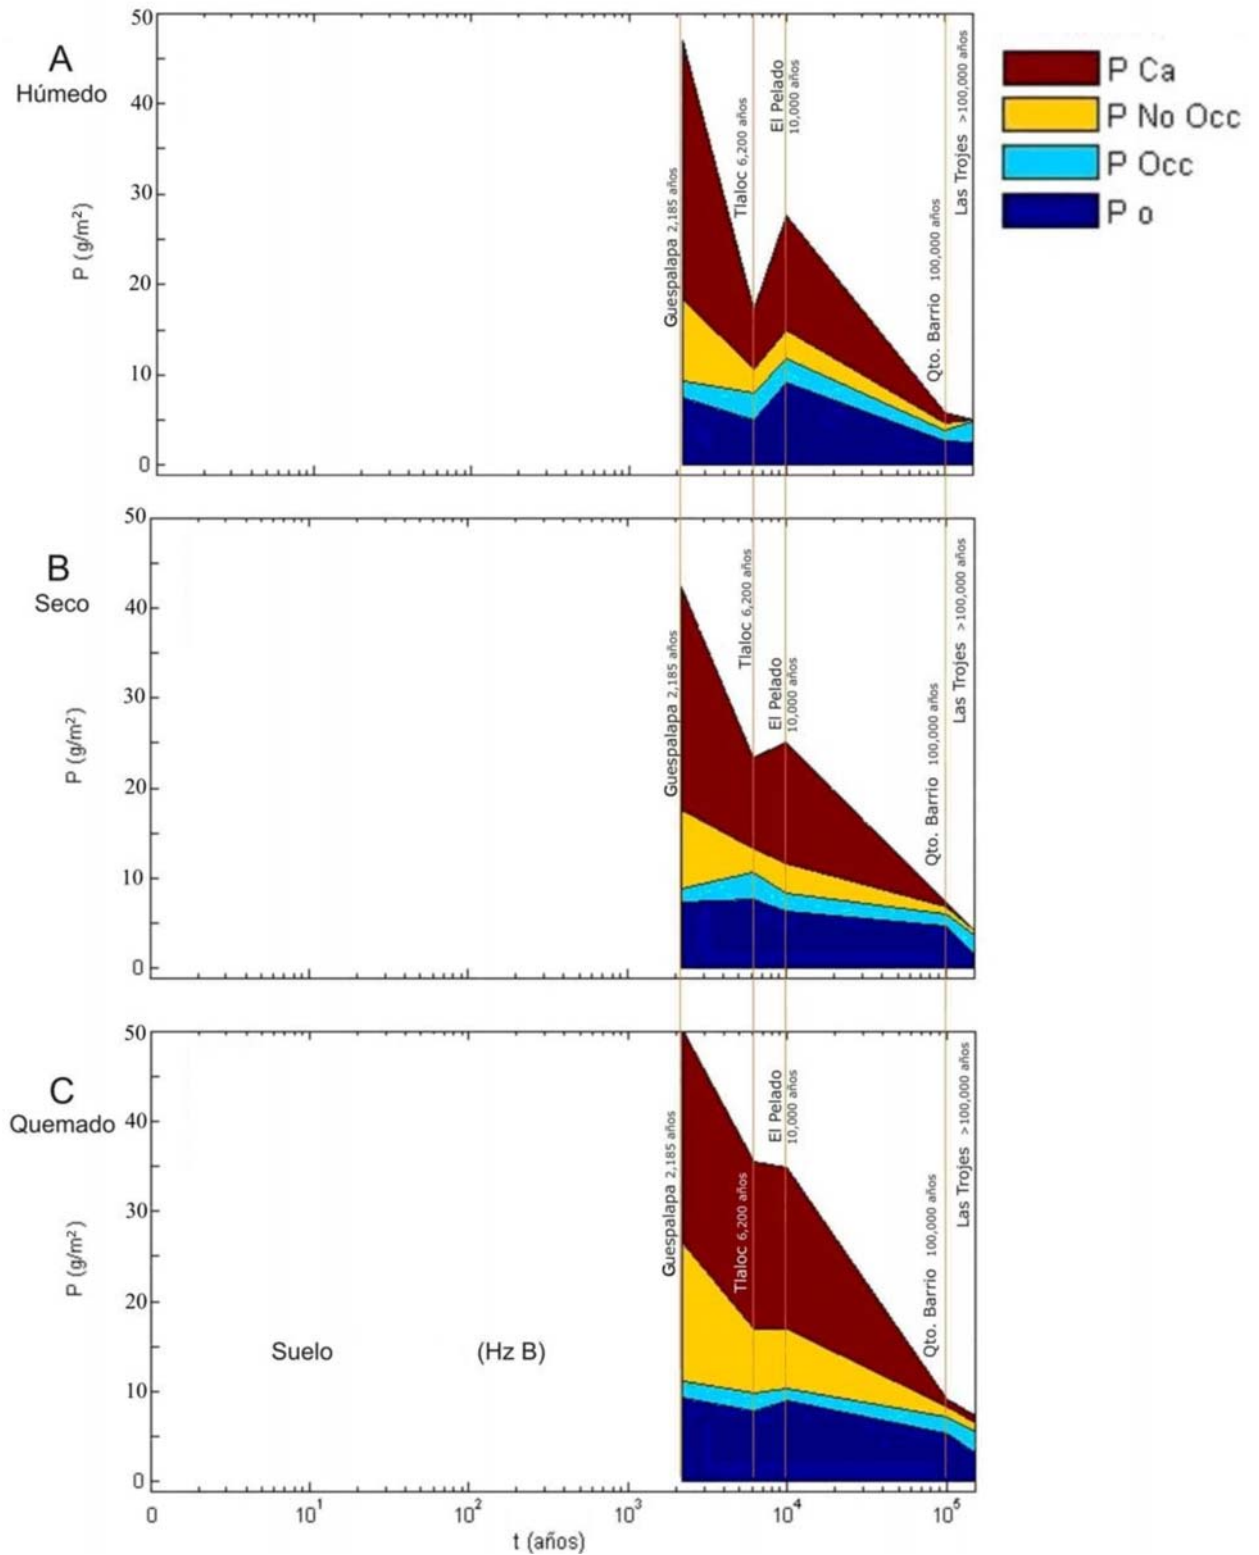 A
Húmedo
P (g/m²)
50
40
30
20
10
0
Guespalapa 2,185 años
Tlaloc 6,200 años
El Pelado
10,000 años
Qto. Barrio 100,000 años
Las Trojes >100,000 años
P Ca
P No Occ
P Occ
P o
B
Seco
P (g/m²)
50
40
30
20
10
0
Guespalapa 2,185 años
Tlaloc 6,200 años
El Pelado
10,000 años
Qto. Barrio 100,000 años
Las Trojes >100,000 años
C
Quemado
P (g/m²)
50
40
30
20
10
0
Guespalapa 2,185 años
Tlaloc 6,200 años
El Pelado
10,000 años
Qto. Barrio 100,000 años
Las Trojes >100,000 años
Suelo (Hz B)
0 10¹ 10² 10³ 10⁴ 10⁵
t (años)